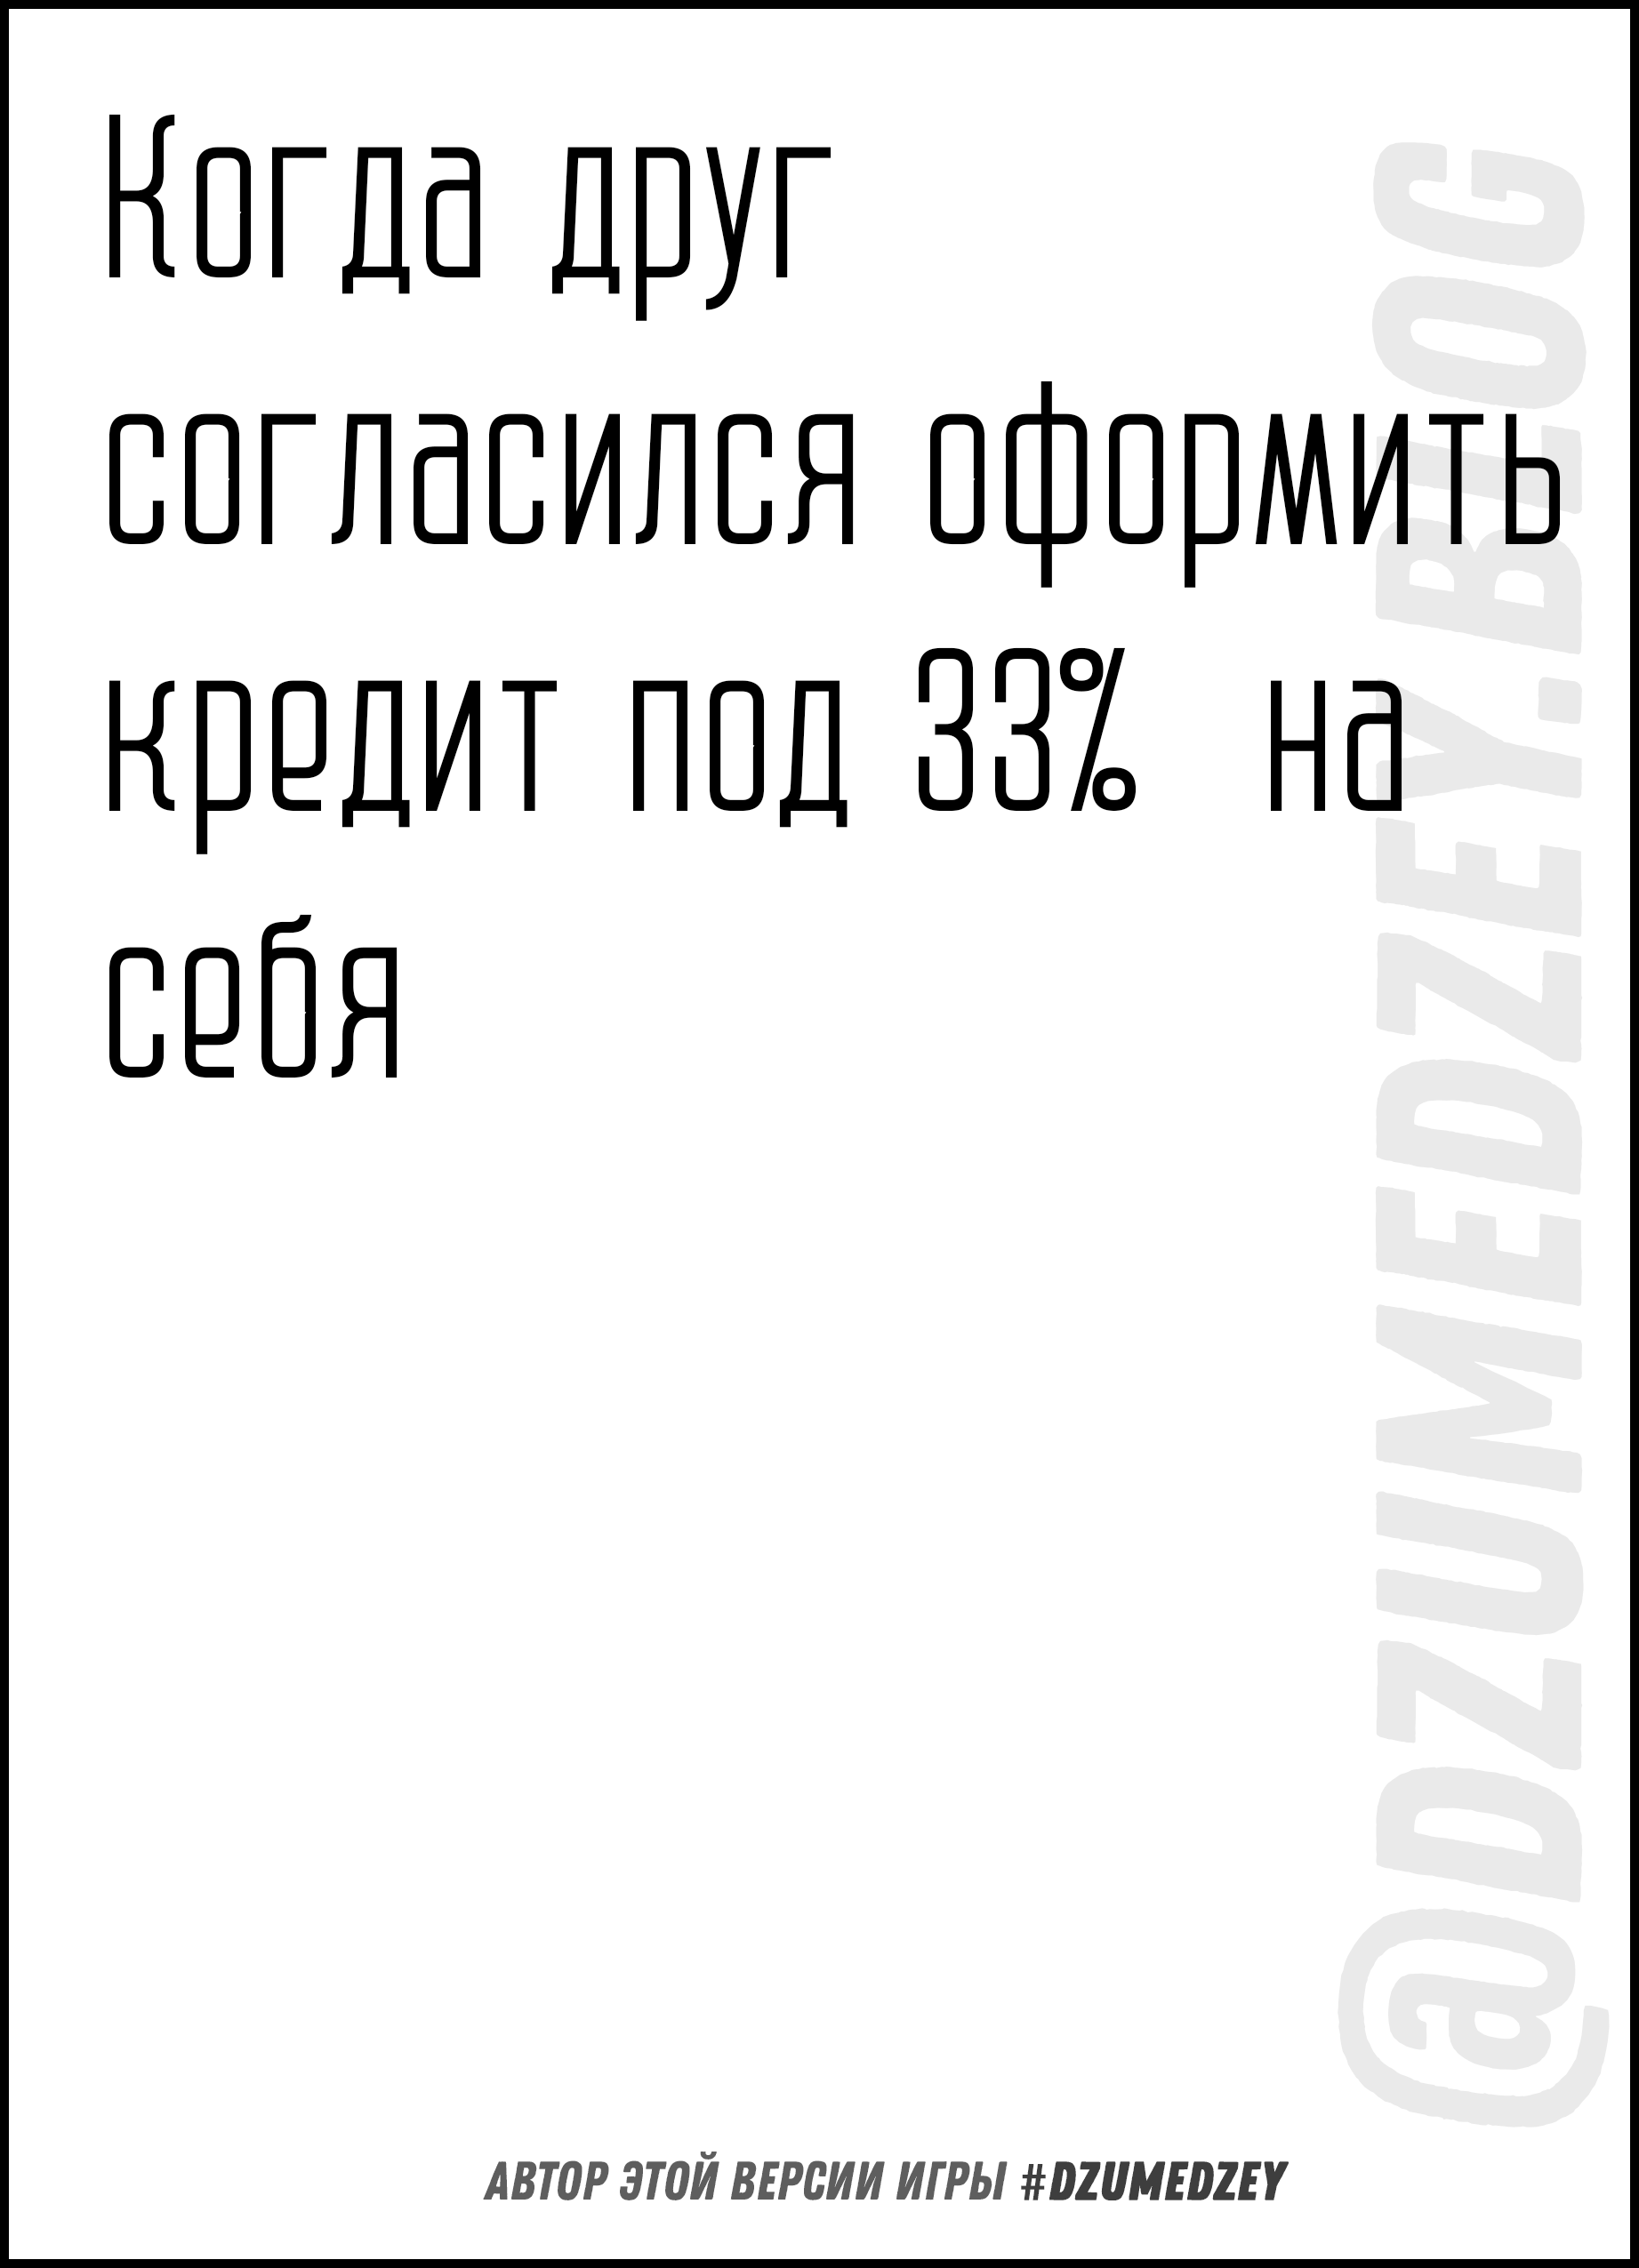 Когда друг
согласился оформить
кредит под 33% на
себя
@DZUMEDZEY.BLOG
АВТОР ЭТОЙ ВЕРСИИ ИГРЫ #DZUMEDZEY